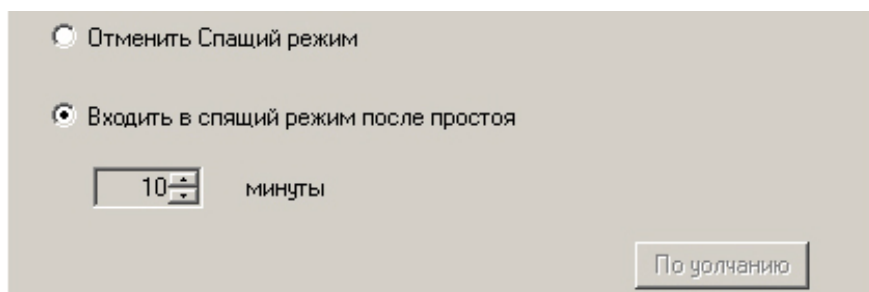 Отменить Спащий режим
Входить в спящий режим после простоя
10 минуты
По уолчанию